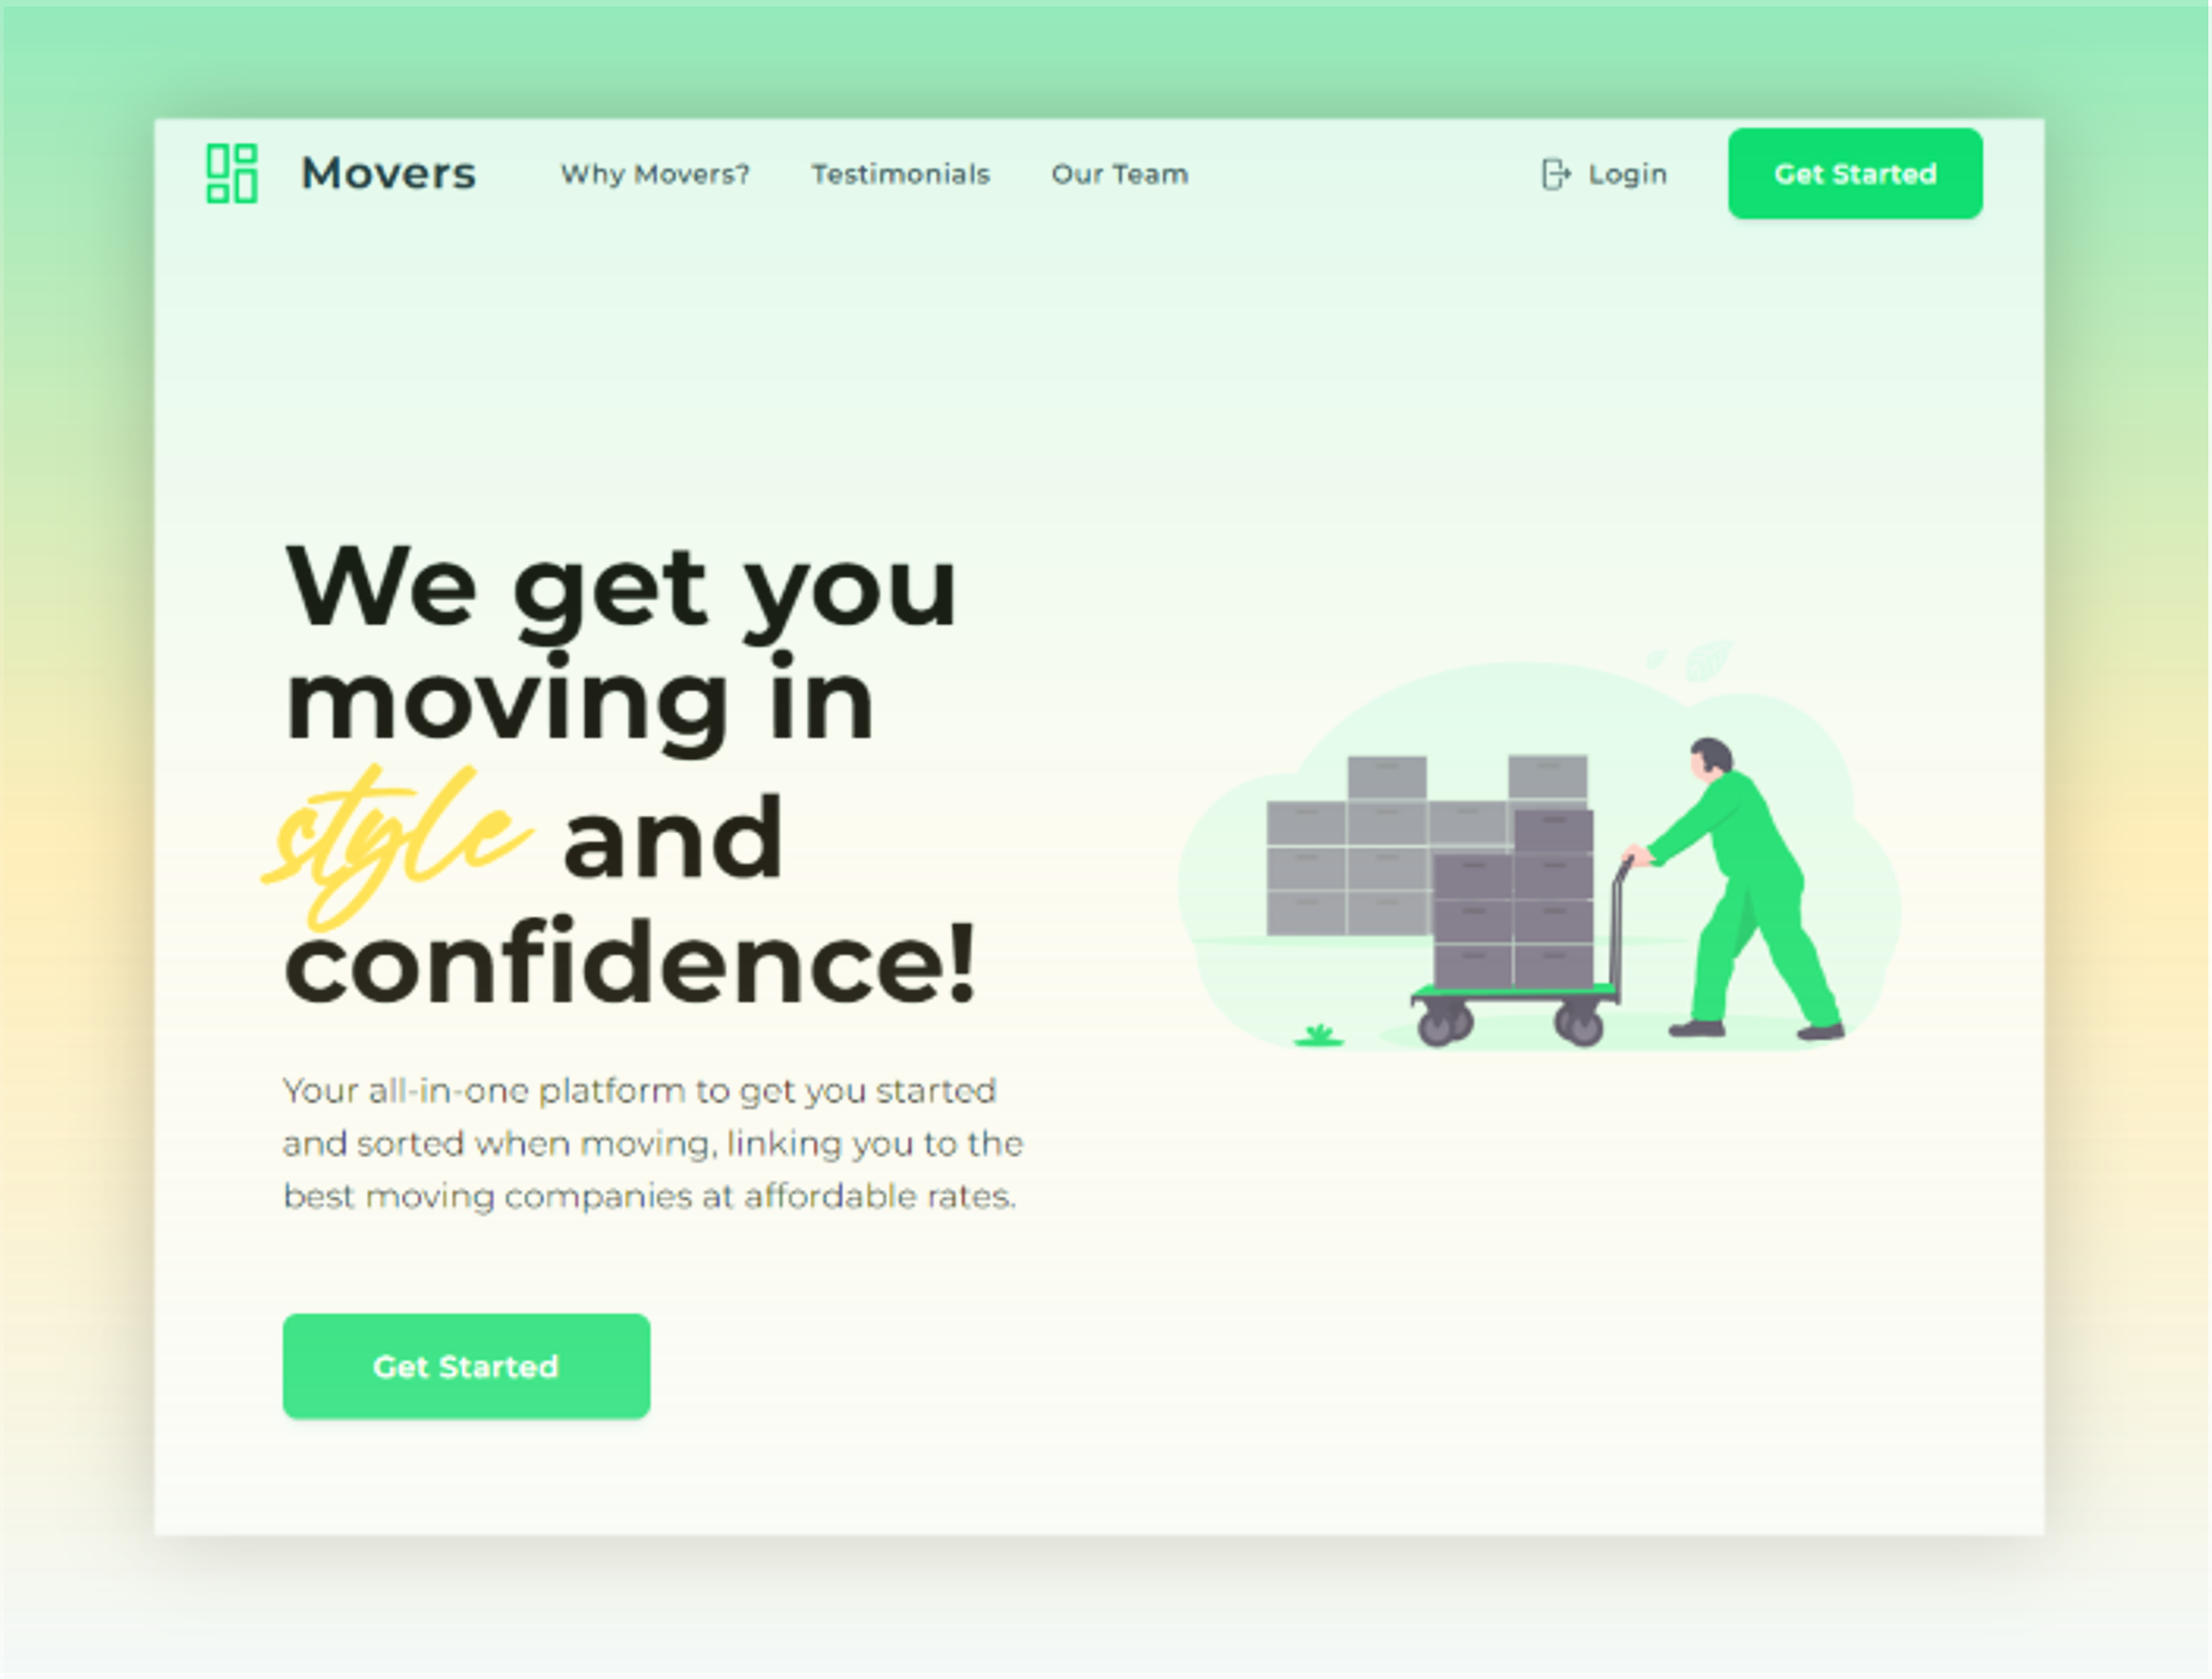 Movers
Why Movers?
Testimonials
Our Team
Login
Get Started
We get you
moving in
style and
confidence!
Your all-in-one platform to get you started
and sorted when moving, linking you to the
best moving companies at affordable rates.
Get Started